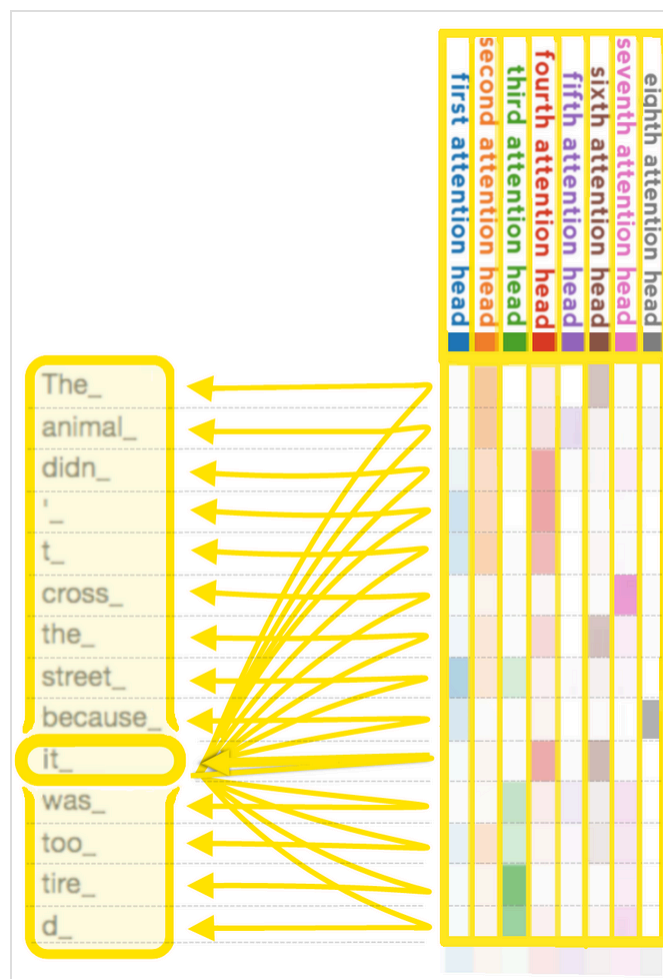 first attention head
second attention head
third attention head
fourth attention head
fifth attention head
sixth attention head
seventh attention head
eighth attention head
The_
animal_
didn_
'_
t_
cross_
the_
street_
because_
it_
was_
too_
tire_
d_